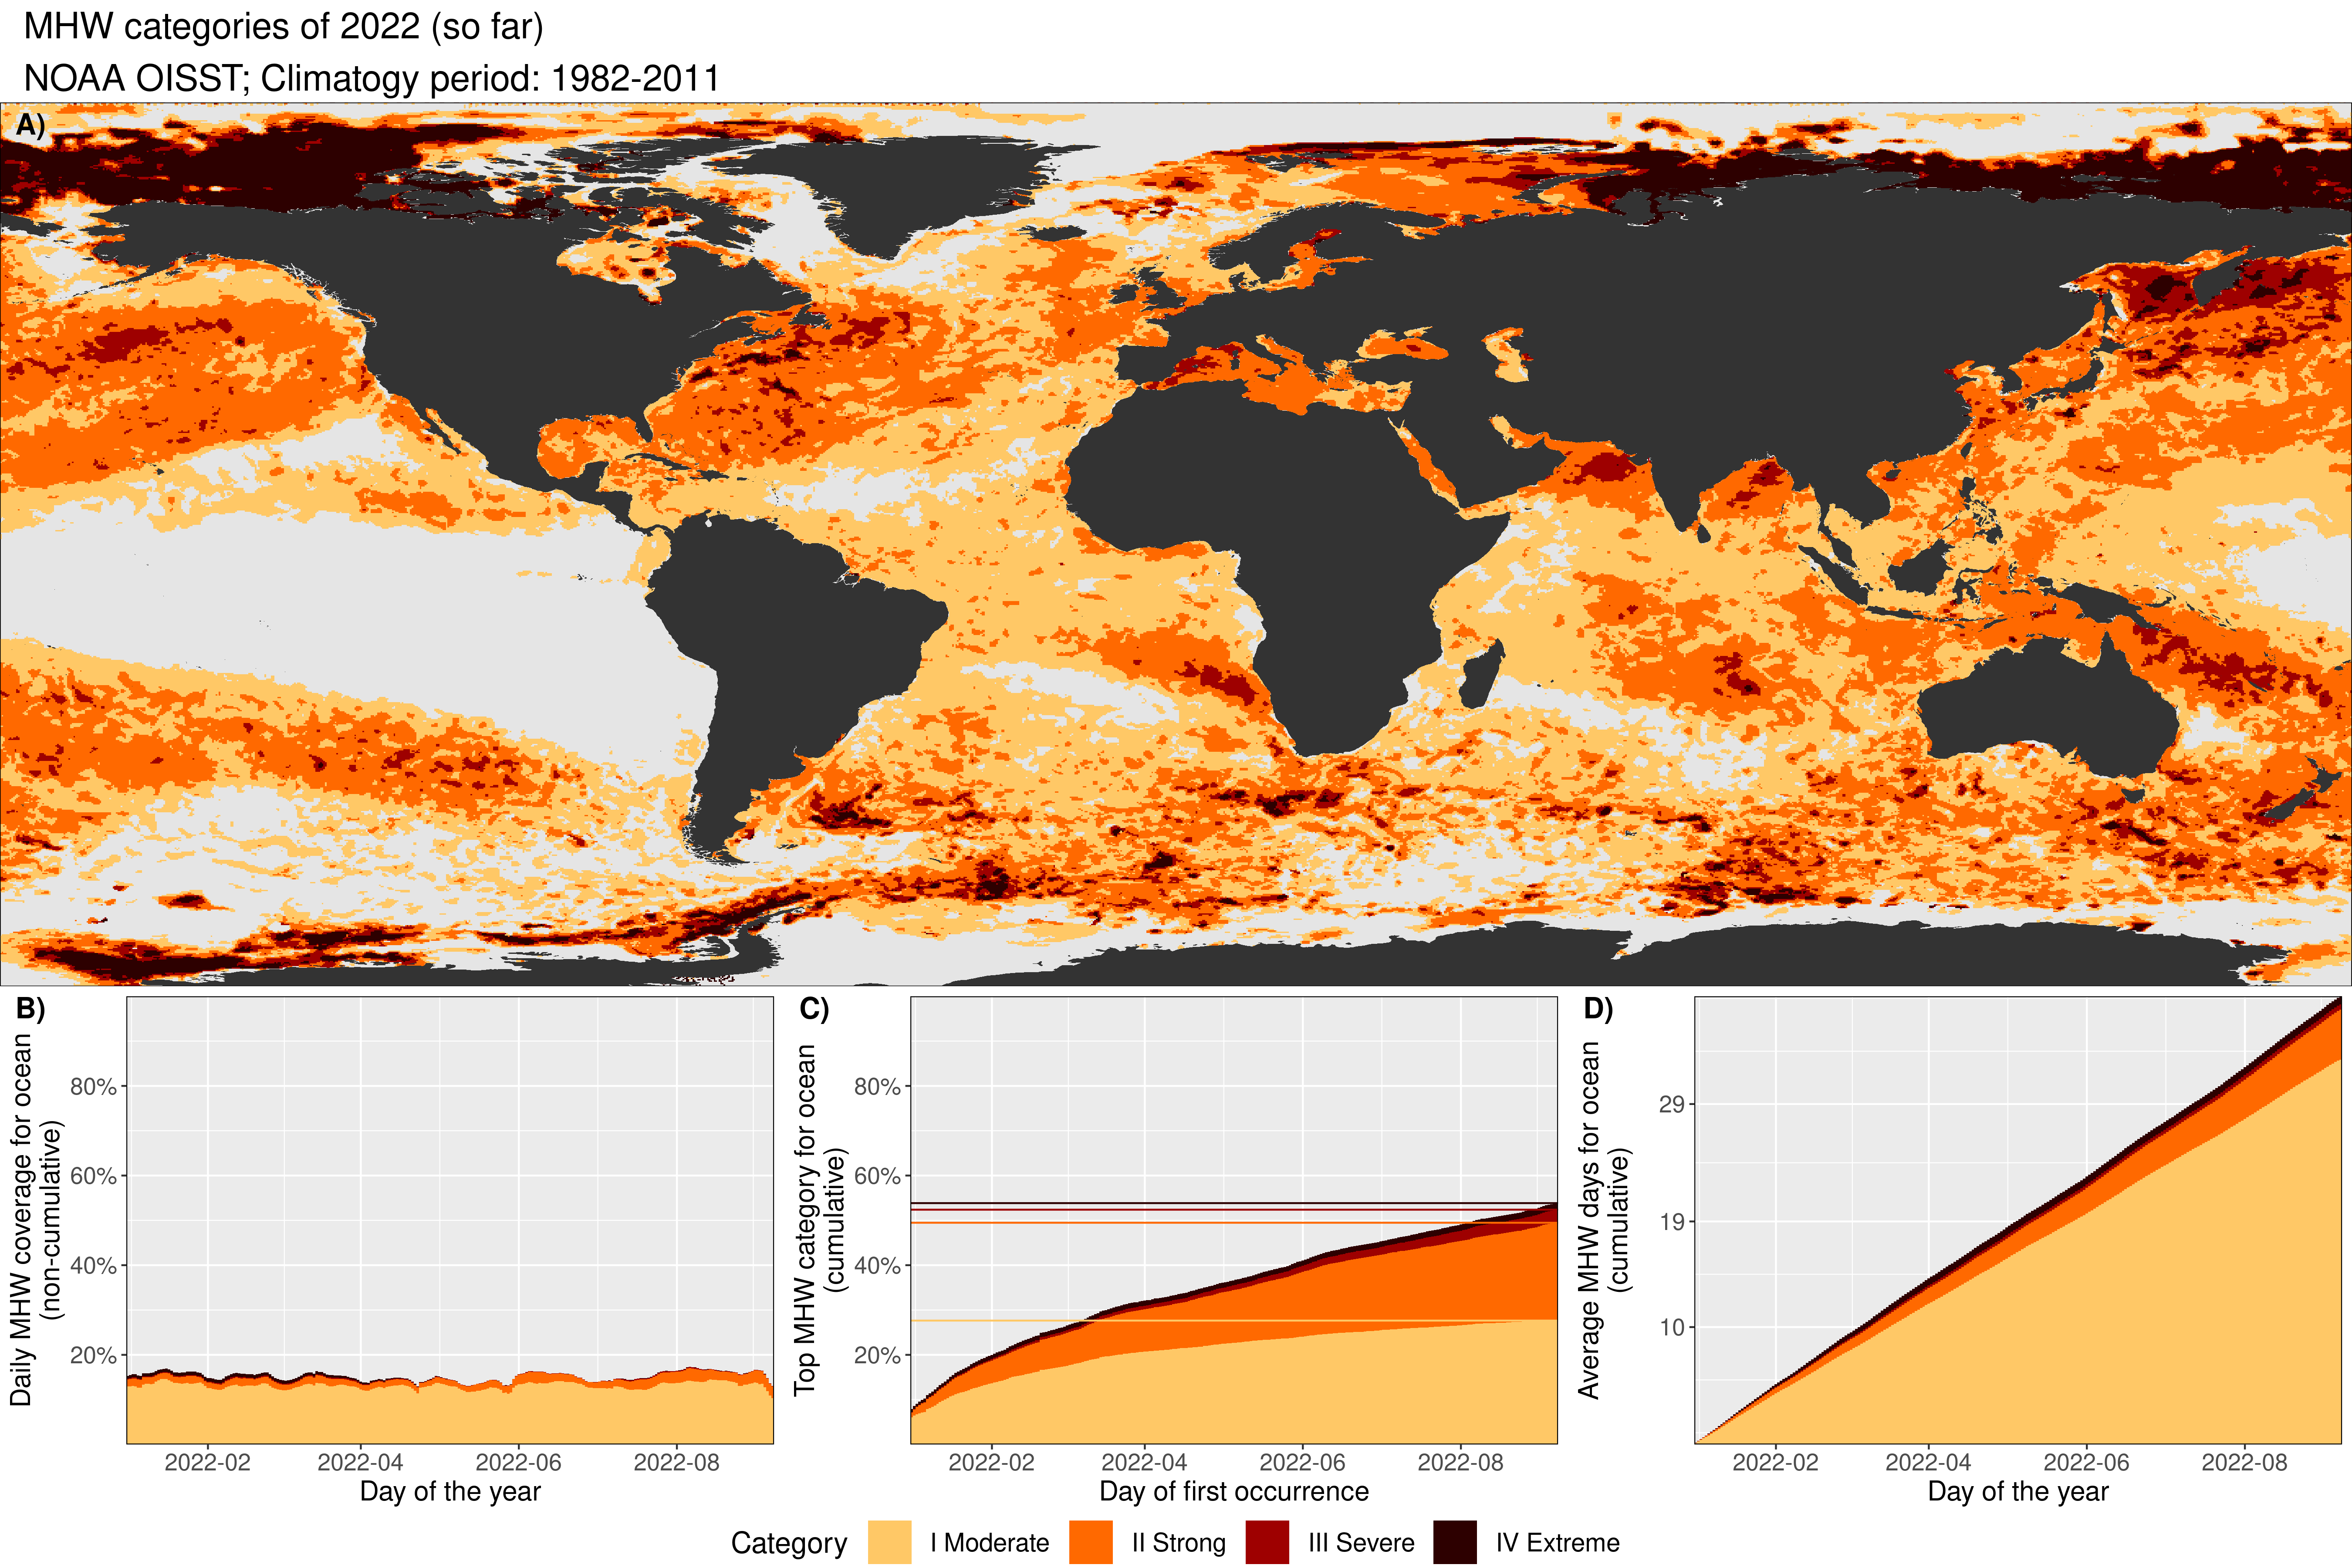 MHW categories of 2022 (so far)
NOAA OISST; Climatogy period: 1982-2011
A)
B)
Daily MHW coverage for ocean
(non-cumulative)
80%
60%
40%
20%
2022-02
2022-04
2022-06
2022-08
Day of the year
C)
Top MHW category for ocean
(cumulative)
80%
60%
40%
20%
2022-02
2022-04
2022-06
2022-08
Day of first occurrence
D)
Average MHW days for ocean
(cumulative)
29
19
10
2022-02
2022-04
2022-06
2022-08
Day of the year
Category
I Moderate
II Strong
III Severe
IV Extreme